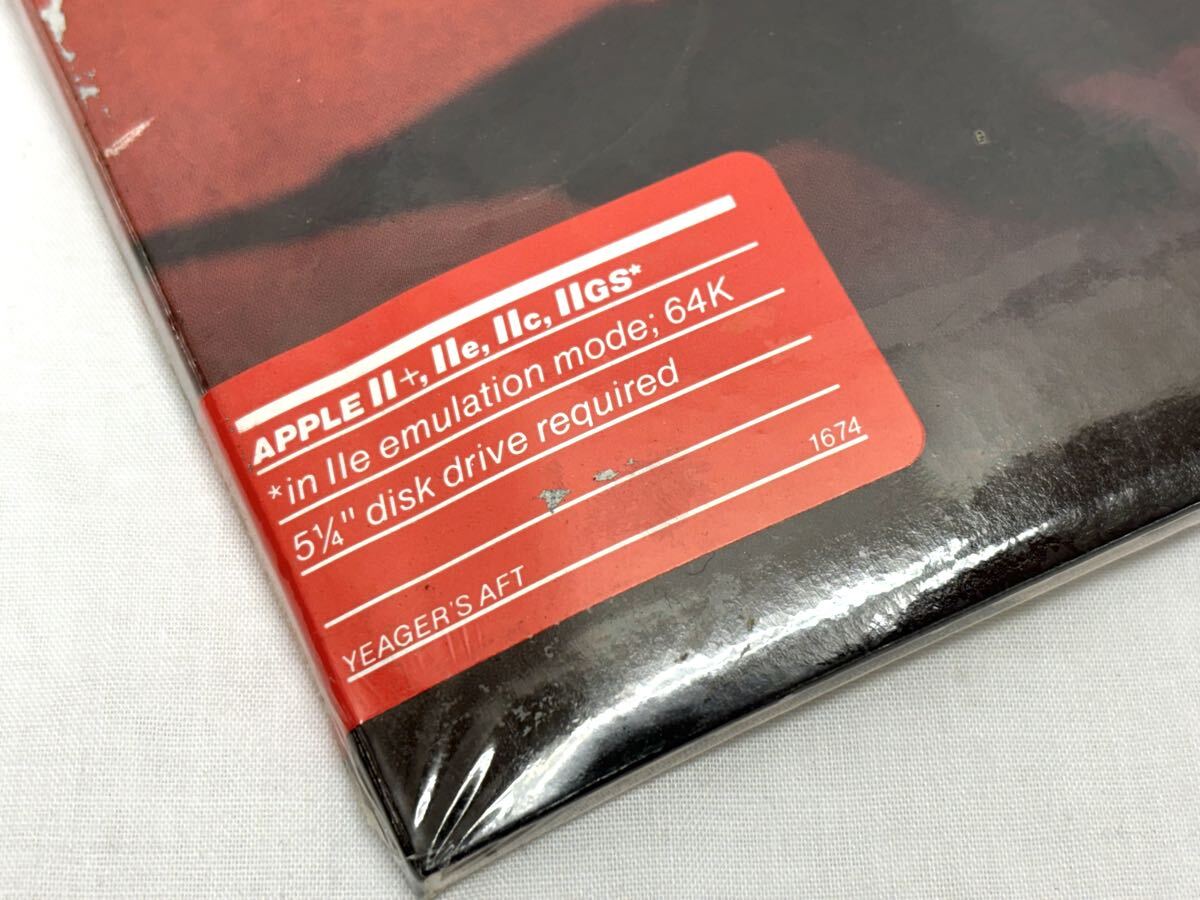 APPLE II+, IIe, IIc, IIGS*
*in IIe emulation mode; 64K
5¼" disk drive required
YEAGER'S AFT 1674